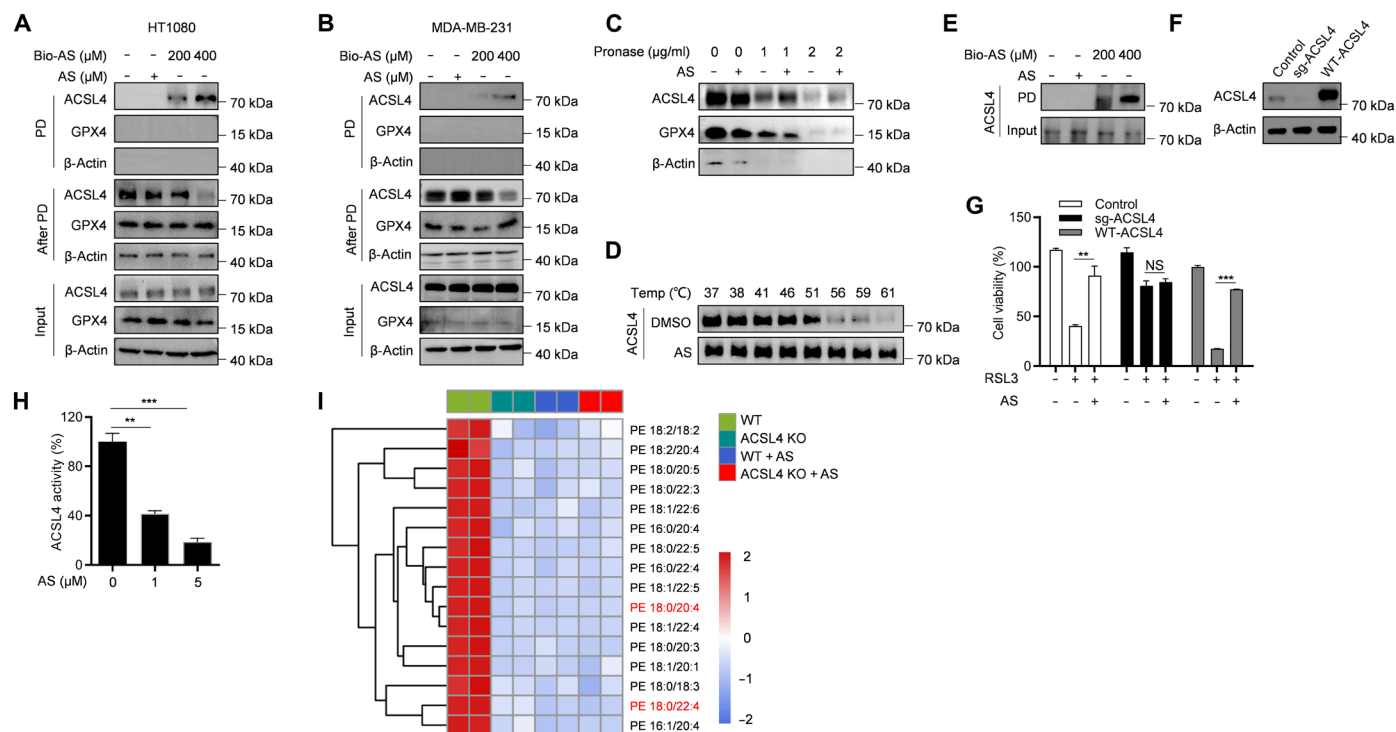 A
HT1080
Bio-AS (μM) – – 200 400
AS (μM) – + – –
PD
ACSL4
70 kDa
GPX4
15 kDa
β-Actin
40 kDa
After PD
ACSL4
70 kDa
GPX4
15 kDa
β-Actin
40 kDa
Input
ACSL4
70 kDa
GPX4
15 kDa
β-Actin
40 kDa
B
MDA-MB-231
Bio-AS (μM) – – 200 400
AS (μM) – + – –
PD
ACSL4
70 kDa
GPX4
15 kDa
β-Actin
40 kDa
After PD
ACSL4
70 kDa
GPX4
15 kDa
β-Actin
40 kDa
Input
ACSL4
70 kDa
GPX4
15 kDa
β-Actin
40 kDa
C
Pronase (μg/ml) 0 0 1 1 2 2
AS – + – + – +
ACSL4
70 kDa
GPX4
15 kDa
β-Actin
40 kDa
D
Temp (℃) 37 38 41 46 51 56 59 61
ACSL4
DMSO
70 kDa
AS
70 kDa
E
Bio-AS (μM) – – 200 400
AS – + – –
ACSL4
PD
70 kDa
Input
70 kDa
F
Control
sg-ACSL4
WT-ACSL4
ACSL4
70 kDa
β-Actin
40 kDa
G
Control
sg-ACSL4
WT-ACSL4
Cell viability (%)
150
100
50
0
**
NS
***
RSL3 – + + – + + – + +
AS – – + – – + – – +
H
ACSL4 activity (%)
120
80
40
0
***
**
AS (μM) 0 1 5
I
WT
ACSL4 KO
WT + AS
ACSL4 KO + AS
PE 18:2/18:2
PE 18:2/20:4
PE 18:0/20:5
PE 18:0/22:3
PE 18:1/22:6
PE 16:0/20:4
PE 18:0/22:5
PE 16:0/22:4
PE 18:1/22:5
PE 18:0/20:4
PE 18:1/22:4
PE 18:0/20:3
PE 18:1/20:1
PE 18:0/18:3
PE 18:0/22:4
PE 16:1/20:4
2
1
0
–1
–2